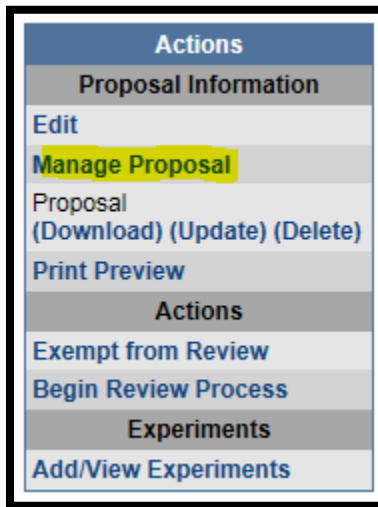 Actions
Proposal Information
Edit
Manage Proposal
Proposal
(Download) (Update) (Delete)
Print Preview
Actions
Exempt from Review
Begin Review Process
Experiments
Add/View Experiments